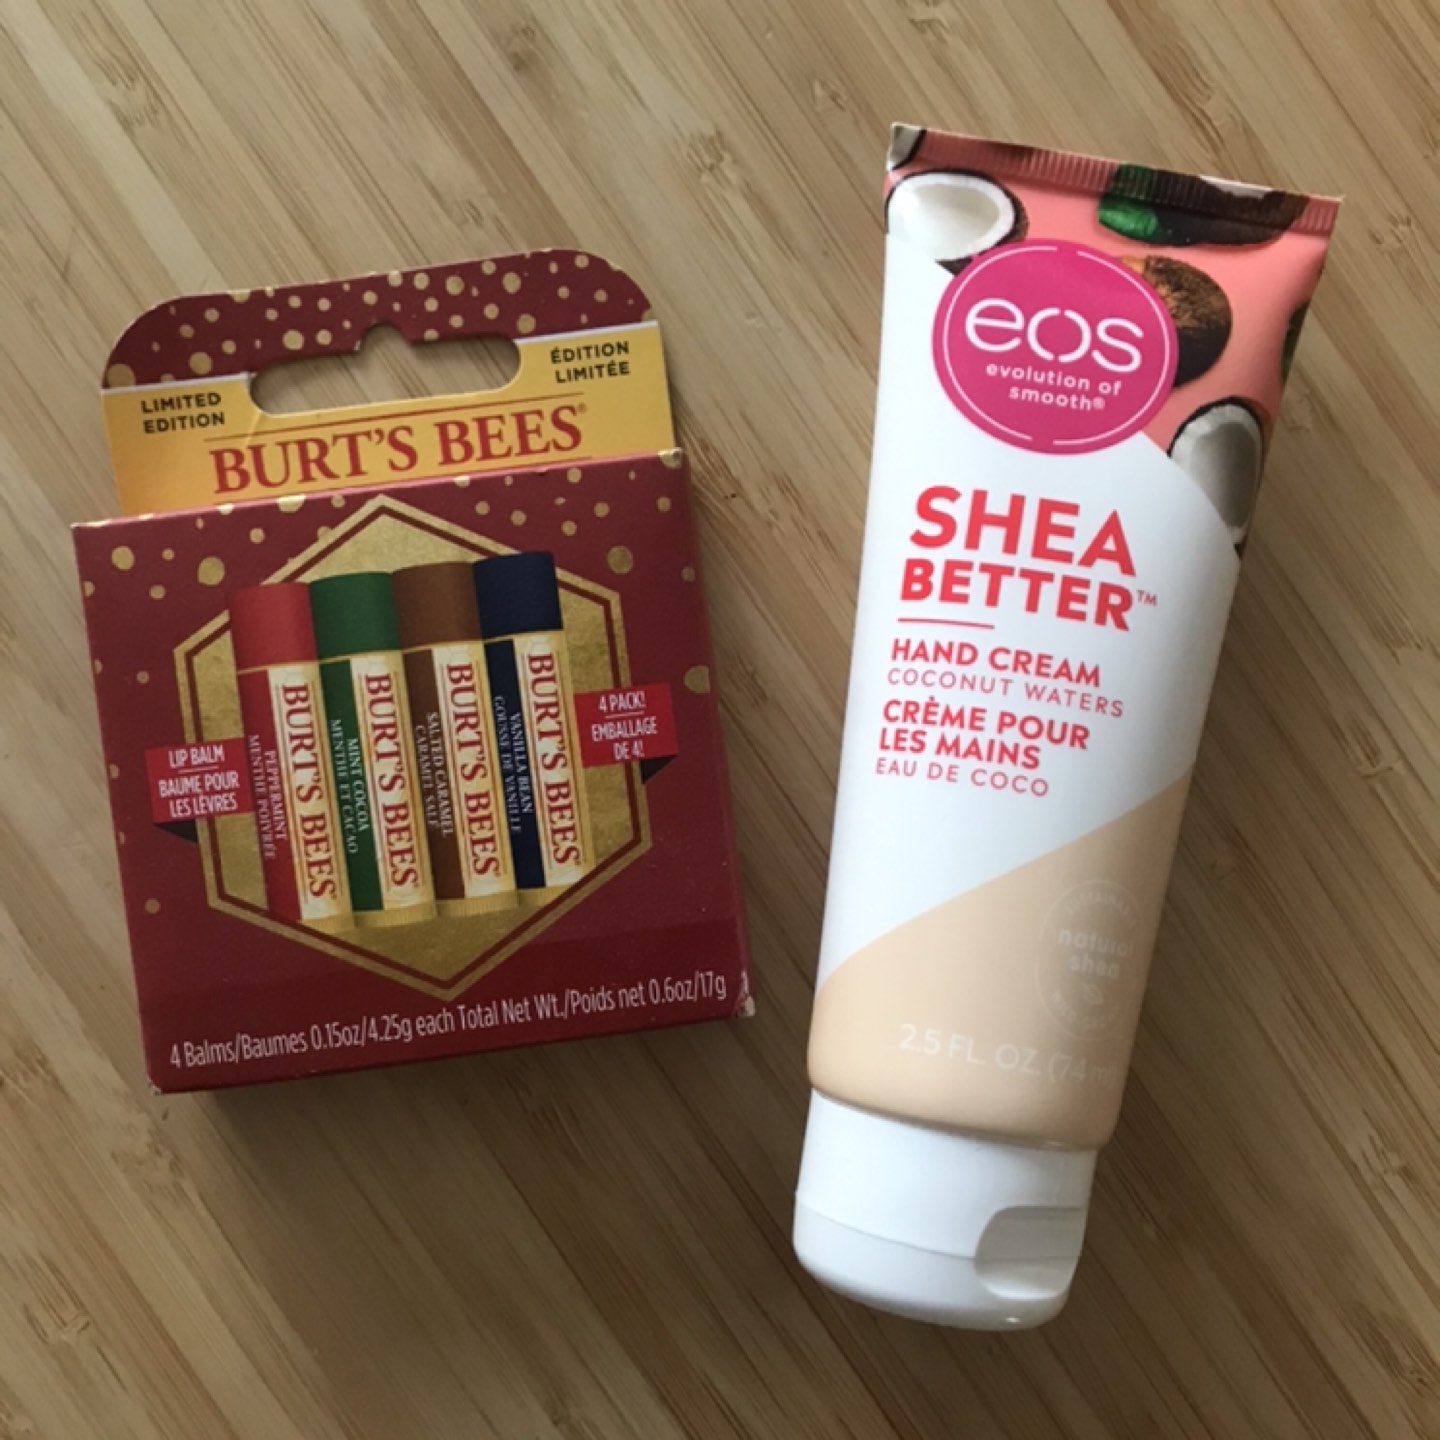 LIMITED
EDITION
ÉDITION
LIMITÉE
BURT'S BEES®
LIP BALM
BAUME POUR
LES LÈVRES
PEPPERMINT
MENTHE POIVRÉE
BURT'S BEES
MINT COCOA
MENTHE ET CACAO
BURT'S BEES
SALTED CARAMEL
CARAMEL SALÉ
BURT'S BEES
VANILLA BEAN
GOUSSE DE VANILLE
BURT'S BEES
4 PACK!
EMBALLAGE
DE 4!
4 Balms/Baumes 0.15oz/4.25g each Total Net Wt./Poids net 0.6oz/17g
eos
evolution of
smooth®
SHEA
BETTER™
HAND CREAM
COCONUT WATERS
CRÈME POUR
LES MAINS
EAU DE COCO
natural
shea
2.5 FL. OZ (74 m